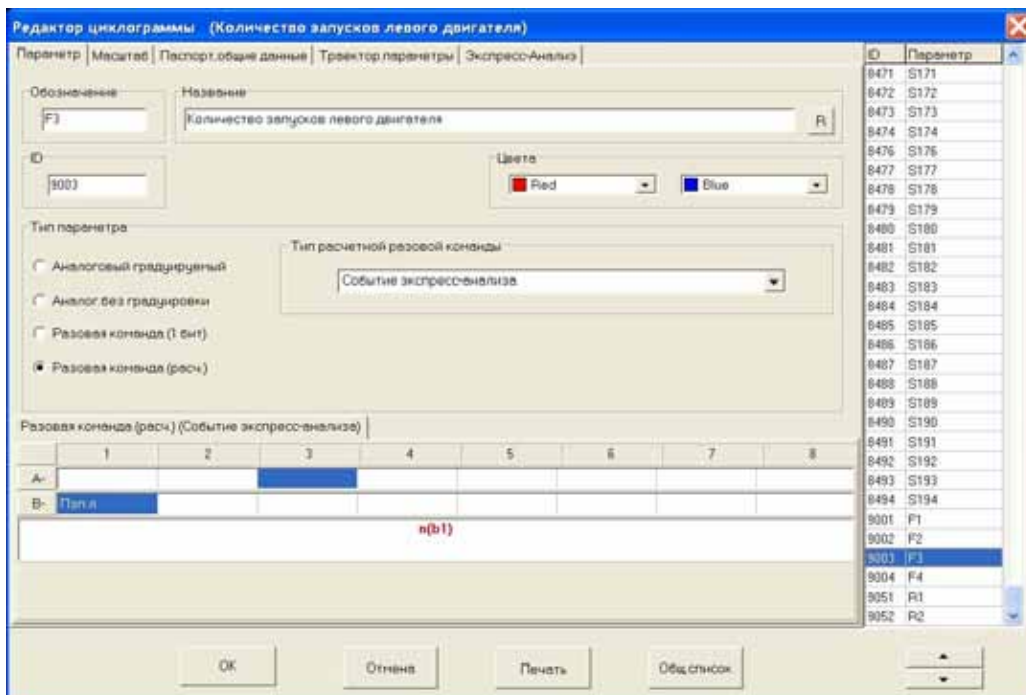 Редактор циклограммы (Количество запусков левого двигателя)
Параметр Масштаб Паспорт.общие данные Траектор.параметры Экспресс-Анализ
Обозначение Название
F3 Количество запусков левого двигателя R
ID Цвета
9003 Red Blue
Тип параметра
Тип расчетной разовой команды
Аналоговый градуируемый
Событие экспресс-анализа
Аналог.без градуировки
Разовая команда (1 бит)
Разовая команда (расч.)
Разовая команда (расч.) (Событие экспресс-анализа)
1 2 3 4 5 6 7 8
A-
B- Пзп.л
n(b1)
OK Отмена Печать Общ.список
ID Параметр
8471 S171
8472 S172
8473 S173
8474 S174
8476 S176
8477 S177
8478 S178
8479 S179
8480 S180
8481 S181
8482 S182
8483 S183
8484 S184
8485 S185
8486 S186
8487 S187
8488 S188
8489 S189
8490 S190
8491 S191
8492 S192
8493 S193
8494 S194
9001 F1
9002 F2
9003 F3
9004 F4
9051 R1
9052 R2